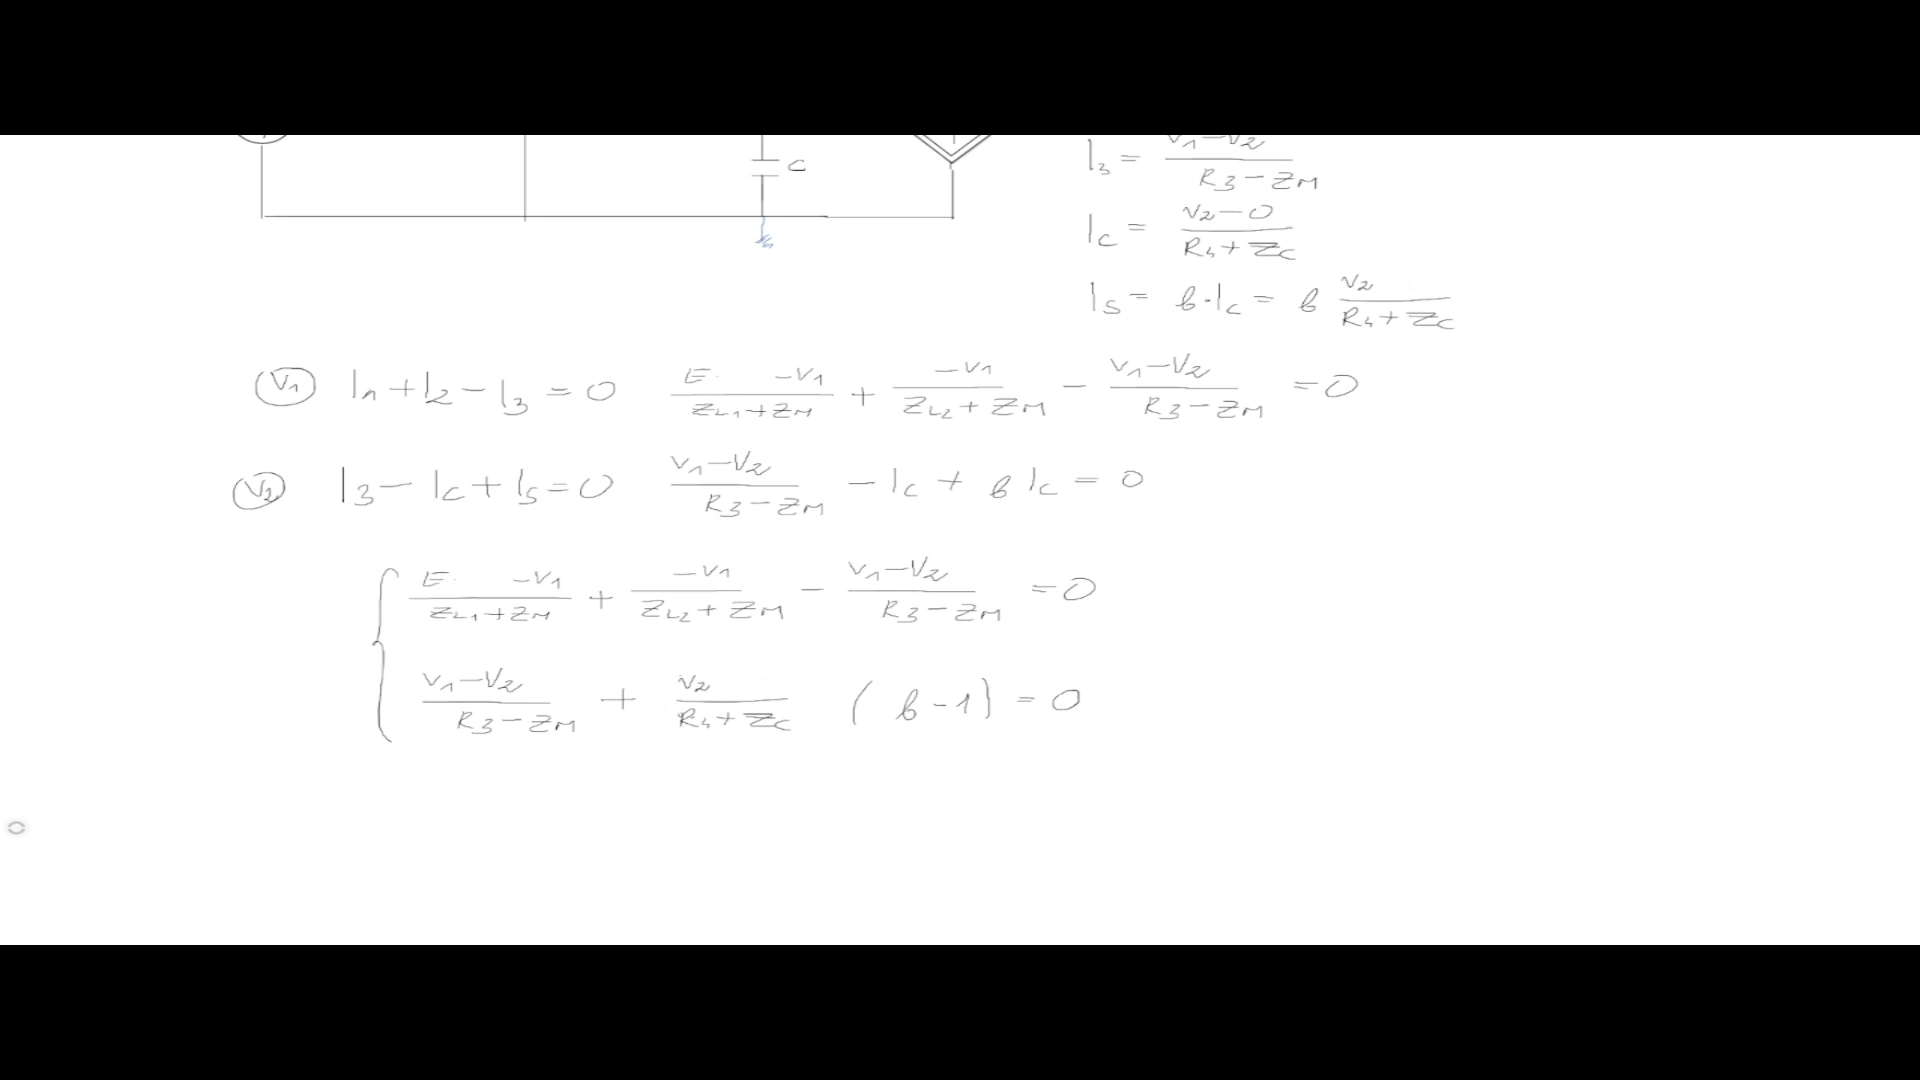 C
I3 = (V1-V2)/(R3-ZM)
IC = (V2-0)/(R4+ZC)
IS = b·IC = b V2/(R4+ZC)
V1 I1+I2-I3=0 (E -V1)/(ZL1+ZM) + (-V1)/(ZL2+ZM) - (V1-V2)/(R3-ZM) =0
V2 I3-IC+IS=0 (V1-V2)/(R3-ZM) - IC + b IC = 0
{ (E -V1)/(ZL1+ZM) + (-V1)/(ZL2+ZM) - (V1-V2)/(R3-ZM) =0
(V1-V2)/(R3-ZM) + V2/(R4+ZC) (b-1) = 0